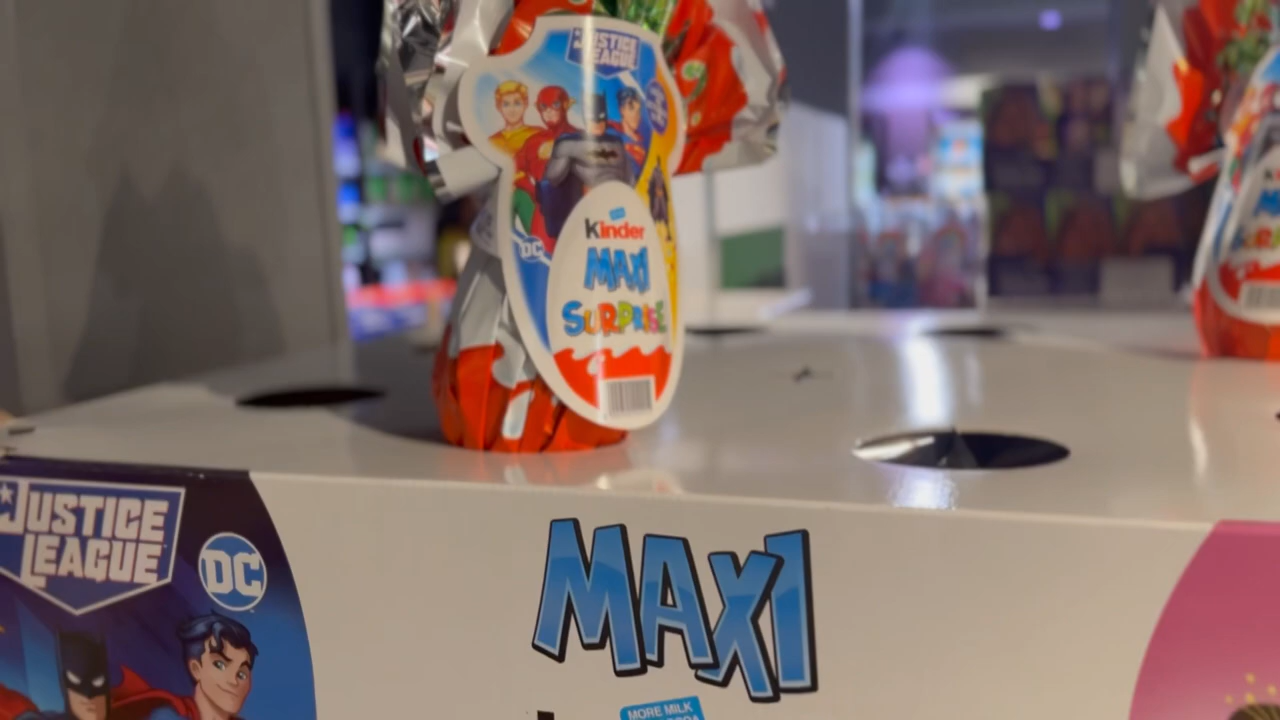 JUSTICE
LEAGUE
DC
Kinder
MAXI
SURPRISE
JUSTICE
LEAGUE
DC
MAXI
MORE MILK